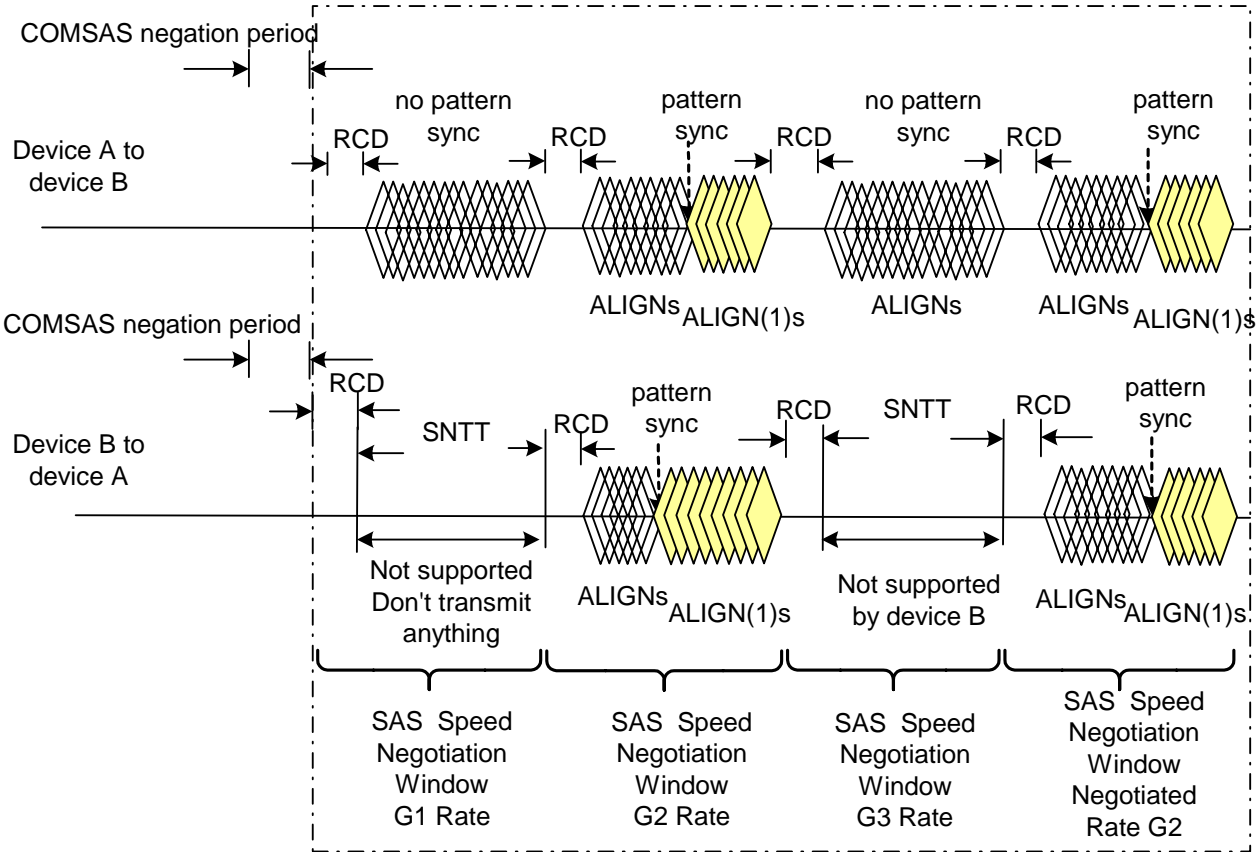 COMSAS negation period
no pattern
sync
pattern
sync
no pattern
sync
pattern
sync
RCD
RCD
RCD
RCD
Device A to
device B
ALIGNs
ALIGN(1)s
ALIGNs
ALIGNs
ALIGN(1)s
COMSAS negation period
RCD
SNTT
RCD
pattern
sync
RCD
SNTT
RCD
pattern
sync
Device B to
device A
Not supported
Don't transmit
anything
ALIGNs
ALIGN(1)s
Not supported
by device B
ALIGNs
ALIGN(1)s
SAS Speed
Negotiation
Window
G1 Rate
SAS Speed
Negotiation
Window
G2 Rate
SAS Speed
Negotiation
Window
G3 Rate
SAS Speed
Negotiation
Window
Negotiated
Rate G2